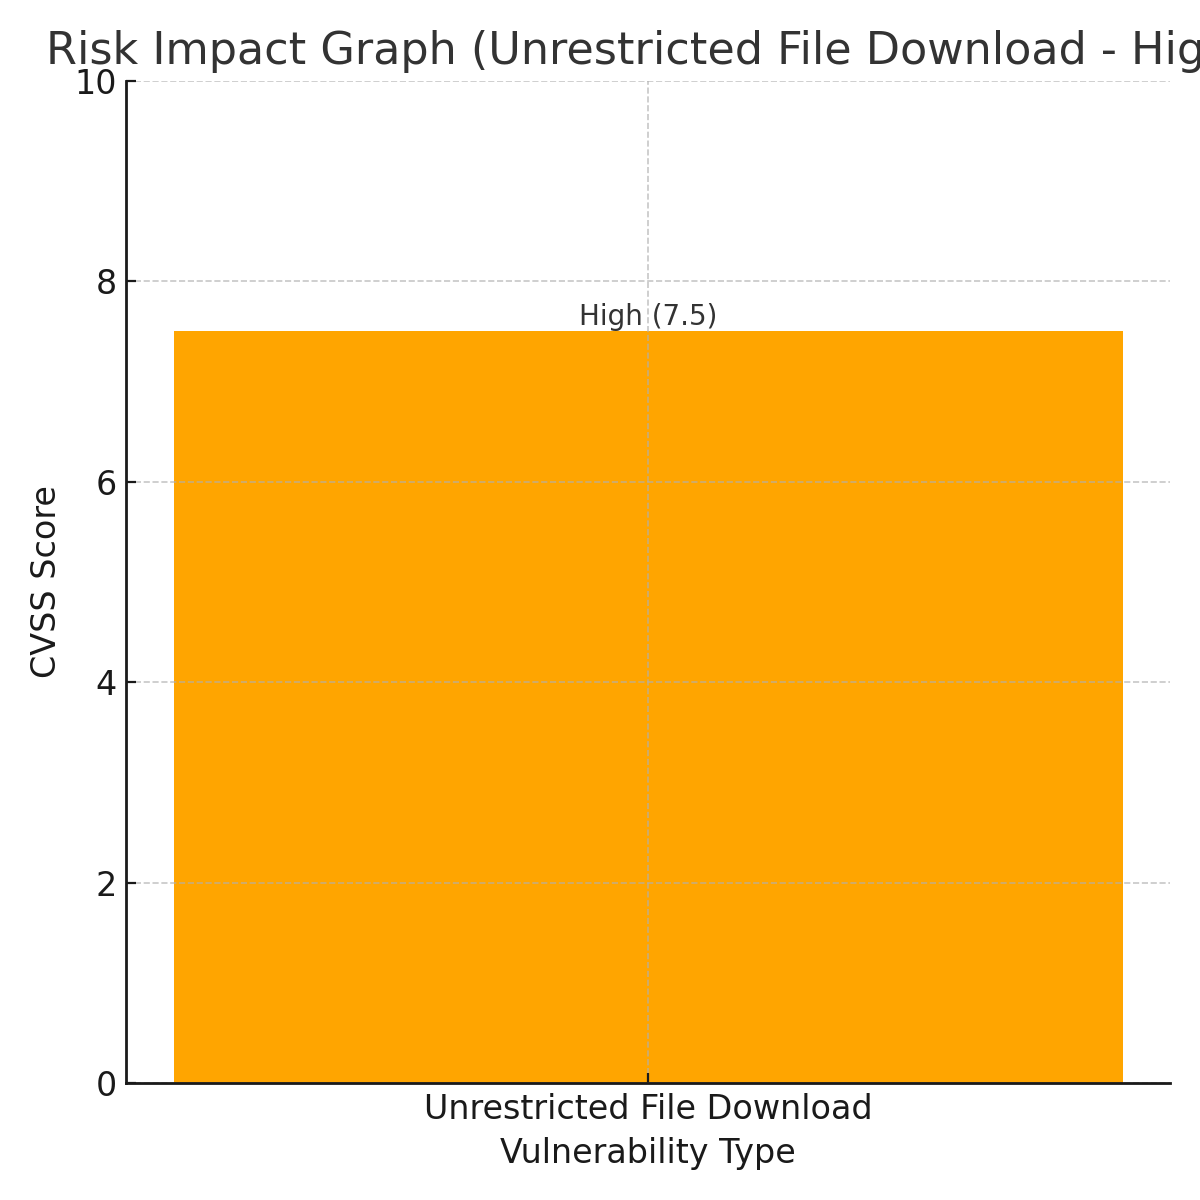 Risk Impact Graph (Unrestricted File Download - Hig
10
8
High (7.5)
6
CVSS Score
4
2
0
Unrestricted File Download
Vulnerability Type